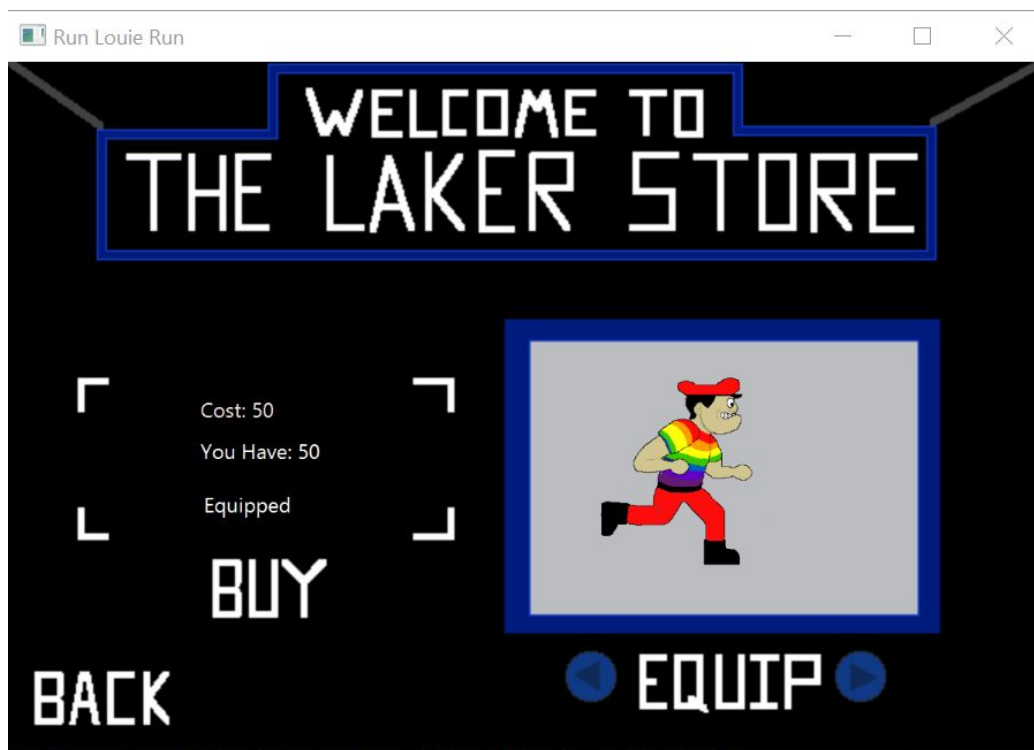 Run Louie Run
WELCOME TO
THE LAKER STORE
Cost: 50
You Have: 50
Equipped
BUY
EQUIP
BACK